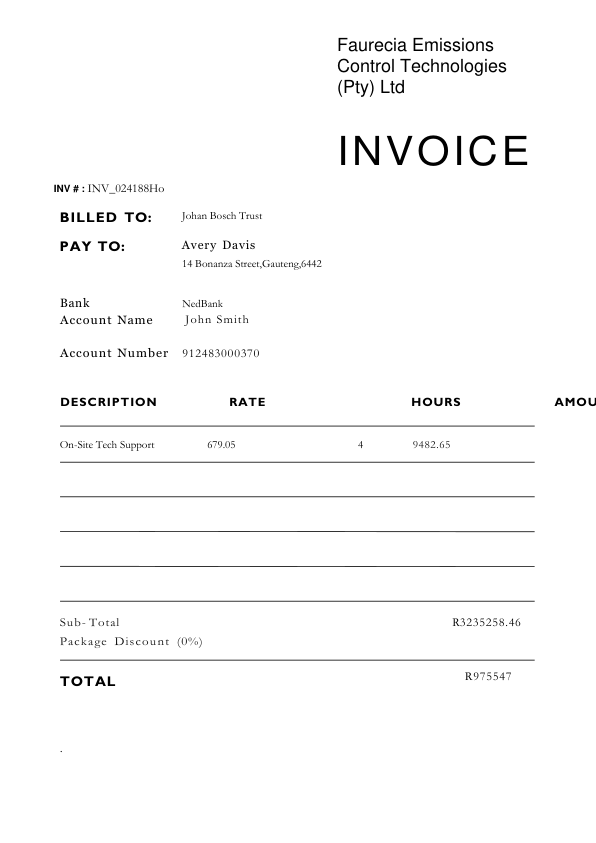 Faurecia Emissions
Control Technologies
(Pty) Ltd
INVOICE
INV # : INV_024188Ho
BILLED TO: Johan Bosch Trust
PAY TO: Avery Davis
14 Bonanza Street,Gauteng,6442
Bank NedBank
Account Name John Smith
Account Number 912483000370
DESCRIPTION RATE HOURS AMOU
On-Site Tech Support 679.05 4 9482.65
Sub-Total R3235258.46
Package Discount (0%)
TOTAL R975547
.